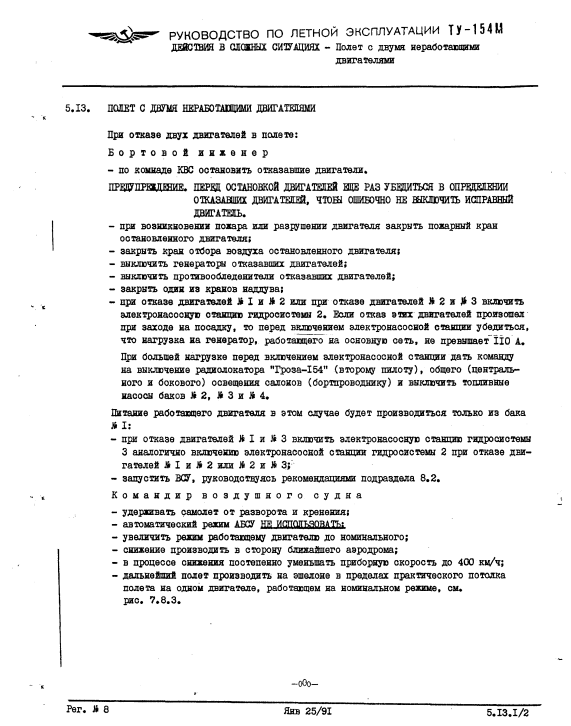 РУКОВОДСТВО ПО ЛЕТНОЙ ЭКСПЛУАТАЦИИ ТУ-154М
ДЕЙСТВИЯ В СЛОЖНЫХ СИТУАЦИЯХ - Полет с двумя неработающими
двигателями
5.13. ПОЛЕТ С ДВУМЯ НЕРАБОТАЮЩИМИ ДВИГАТЕЛЯМИ
При отказе двух двигателей в полете:
Бортовой инженер
- по комнаде КВС остановить отказавшие двигатели.
ПРЕДУПРЕЖДЕНИЕ. ПЕРЕД ОСТАНОВКОЙ ДВИГАТЕЛЕЙ ЕЩЕ РАЗ УБЕДИТЬСЯ В ОПРЕДЕЛЕНИИ
ОТКАЗАВШИХ ДВИГАТЕЛЕЙ, ЧТОБЫ ОШИБОЧНО НЕ ВЫКЛЮЧИТЬ ИСПРАВНЫЙ
ДВИГАТЕЛЬ.
- при возникновении пожара или разрушении двигателя закрыть пожарный кран
остановленного двигателя;
- закрыть кран отбора воздуха остановленного двигателя;
- выключить генераторы отказавших двигателей;
- выключить противообледенители отказавших двигателей;
- закрыть один из кранов наддува;
- при отказе двигателей № 1 и № 2 или при отказе двигателей № 2 и № 3 включить
электронасосную станцию гидросистемы 2. Если отказ этих двигателей произошел
при заходе на посадку, то перед включением электронасосной станции убедиться,
что нагрузка на генератор, работающего на основную сеть, не превышает 110 А.
При большей нагрузке перед включением электронасосной станции дать команду
на выключение радиолокатора "Гроза-154" (второму пилоту), общего (централь-
ного и бокового) освещения салонов (бортпроводнику) и выключить топливные
насосы баков № 2, № 3 и № 4.
Питание работающего двигателя в этом случае будет производиться только из бака
№ 1:
- при отказе двигателей № 1 и № 3 включить электронасосную станцию гидросистемы
3 аналогично включению электронасосной станции гидросистемы 2 при отказе дви-
гателей № 1 и № 2 или № 2 и № 3;
- запустить ВСУ, руководствуясь рекомендациями подраздела 8.2.
Командир воздушного судна
- удерживать самолет от разворота и кренения;
- автоматический режим АБСУ НЕ ИСПОЛЬЗОВАТЬ;
- увеличить режим работающему двигателю до номинального;
- снижение производить в сторону ближайшего аэродрома;
- в процессе снижения постепенно уменьшать приборную скорость до 400 км/ч;
- дальнейший полет производить на эшелоне в пределах практического потолка
полета на одном двигателе, работающем на номинальном режиме, см.
рис. 7.8.3.
-оОо-
Рег. № 8 Янв 25/91 5.13.1/2